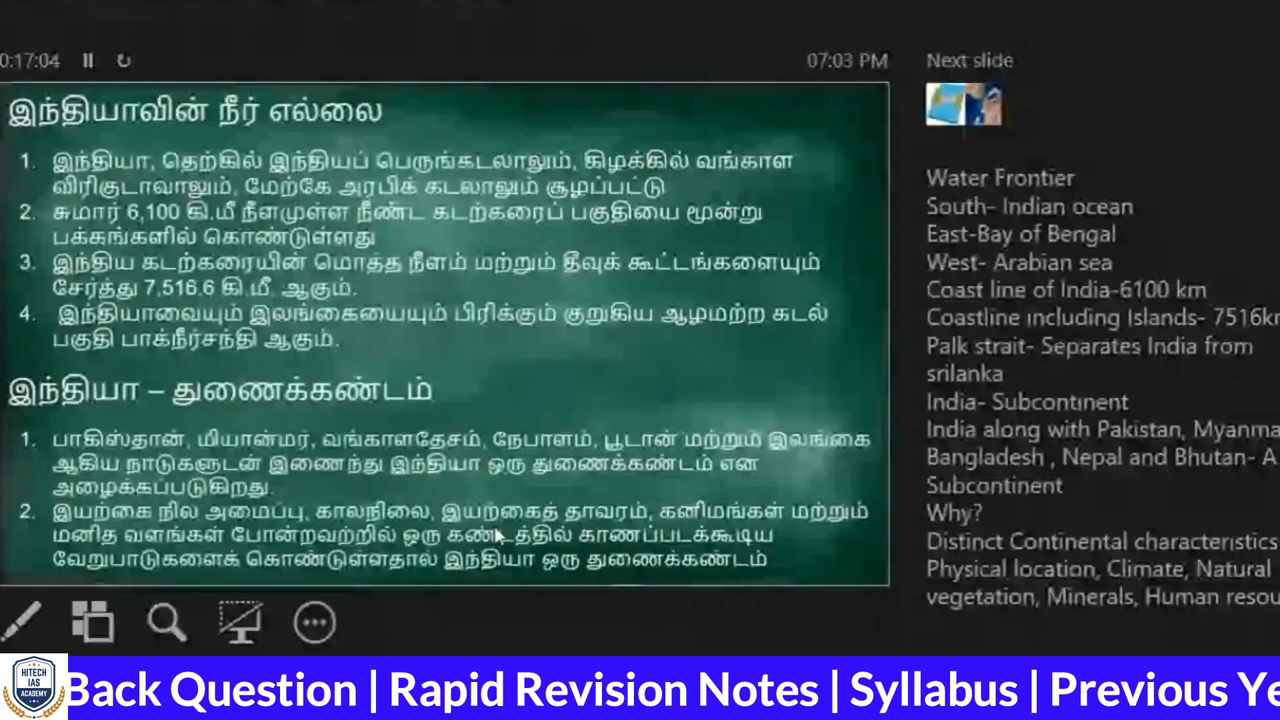 0:17:04
07:03 PM
Next slide
இந்தியாவின் நீர் எல்லை
1. இந்தியா, தெற்கில் இந்தியப் பெருங்கடலாலும், கிழக்கில் வங்காள
விரிகுடாவாலும், மேற்கே அரபிக் கடலாலும் சூழப்பட்டு
2. சுமார் 6,100 கி.மீ நீளமுள்ள நீண்ட கடற்கரைப் பகுதியை மூன்று
பக்கங்களில் கொண்டுள்ளது
3. இந்திய கடற்கரையின் மொத்த நீளம் மற்றும் தீவுக் கூட்டங்களையும்
சேர்த்து 7,516.6 கி.மீ. ஆகும்.
4. இந்தியாவையும் இலங்கையையும் பிரிக்கும் குறுகிய ஆழமற்ற கடல்
பகுதி பாக்நீர்சந்தி ஆகும்.
இந்தியா – துணைக்கண்டம்
1. பாகிஸ்தான், மியான்மர், வங்காளதேசம், நேபாளம், பூடான் மற்றும் இலங்கை
ஆகிய நாடுகளுடன் இணைந்து இந்தியா ஒரு துணைக்கண்டம் என
அழைக்கப்படுகிறது.
2. இயற்கை நில அமைப்பு, காலநிலை, இயற்கைத் தாவரம், கனிமங்கள் மற்றும்
மனித வளங்கள் போன்றவற்றில் ஒரு கண்டத்தில் காணப்படக்கூடிய
வேறுபாடுகளைக் கொண்டுள்ளதால் இந்தியா ஒரு துணைக்கண்டம்
Water Frontier
South- Indian ocean
East-Bay of Bengal
West- Arabian sea
Coast line of India-6100 km
Coastline including Islands- 7516k
Palk strait- Separates India from
srilanka
India- Subcontinent
India along with Pakistan, Myanma
Bangladesh , Nepal and Bhutan- A
Subcontinent
Why?
Distinct Continental characteristics
Physical location, Climate, Natural
vegetation, Minerals, Human resou
HITECH
IAS
ACADEMY
Back Question | Rapid Revision Notes | Syllabus | Previous Ye